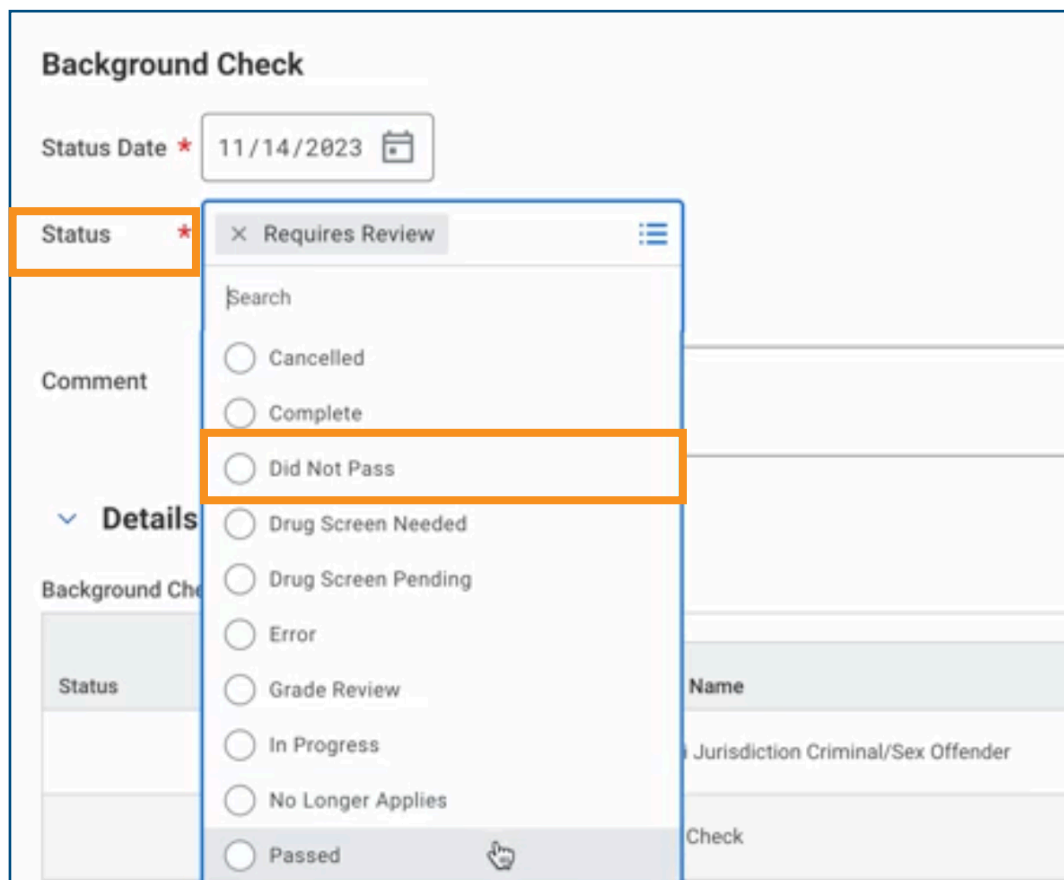 Background Check
Status Date * 11/14/2023
Status * × Requires Review
Search
Cancelled
Comment
Complete
Did Not Pass
Details
Drug Screen Needed
Drug Screen Pending
Background Che
Error
Status
Grade Review
Name
In Progress
Jurisdiction Criminal/Sex Offender
No Longer Applies
Passed
Check